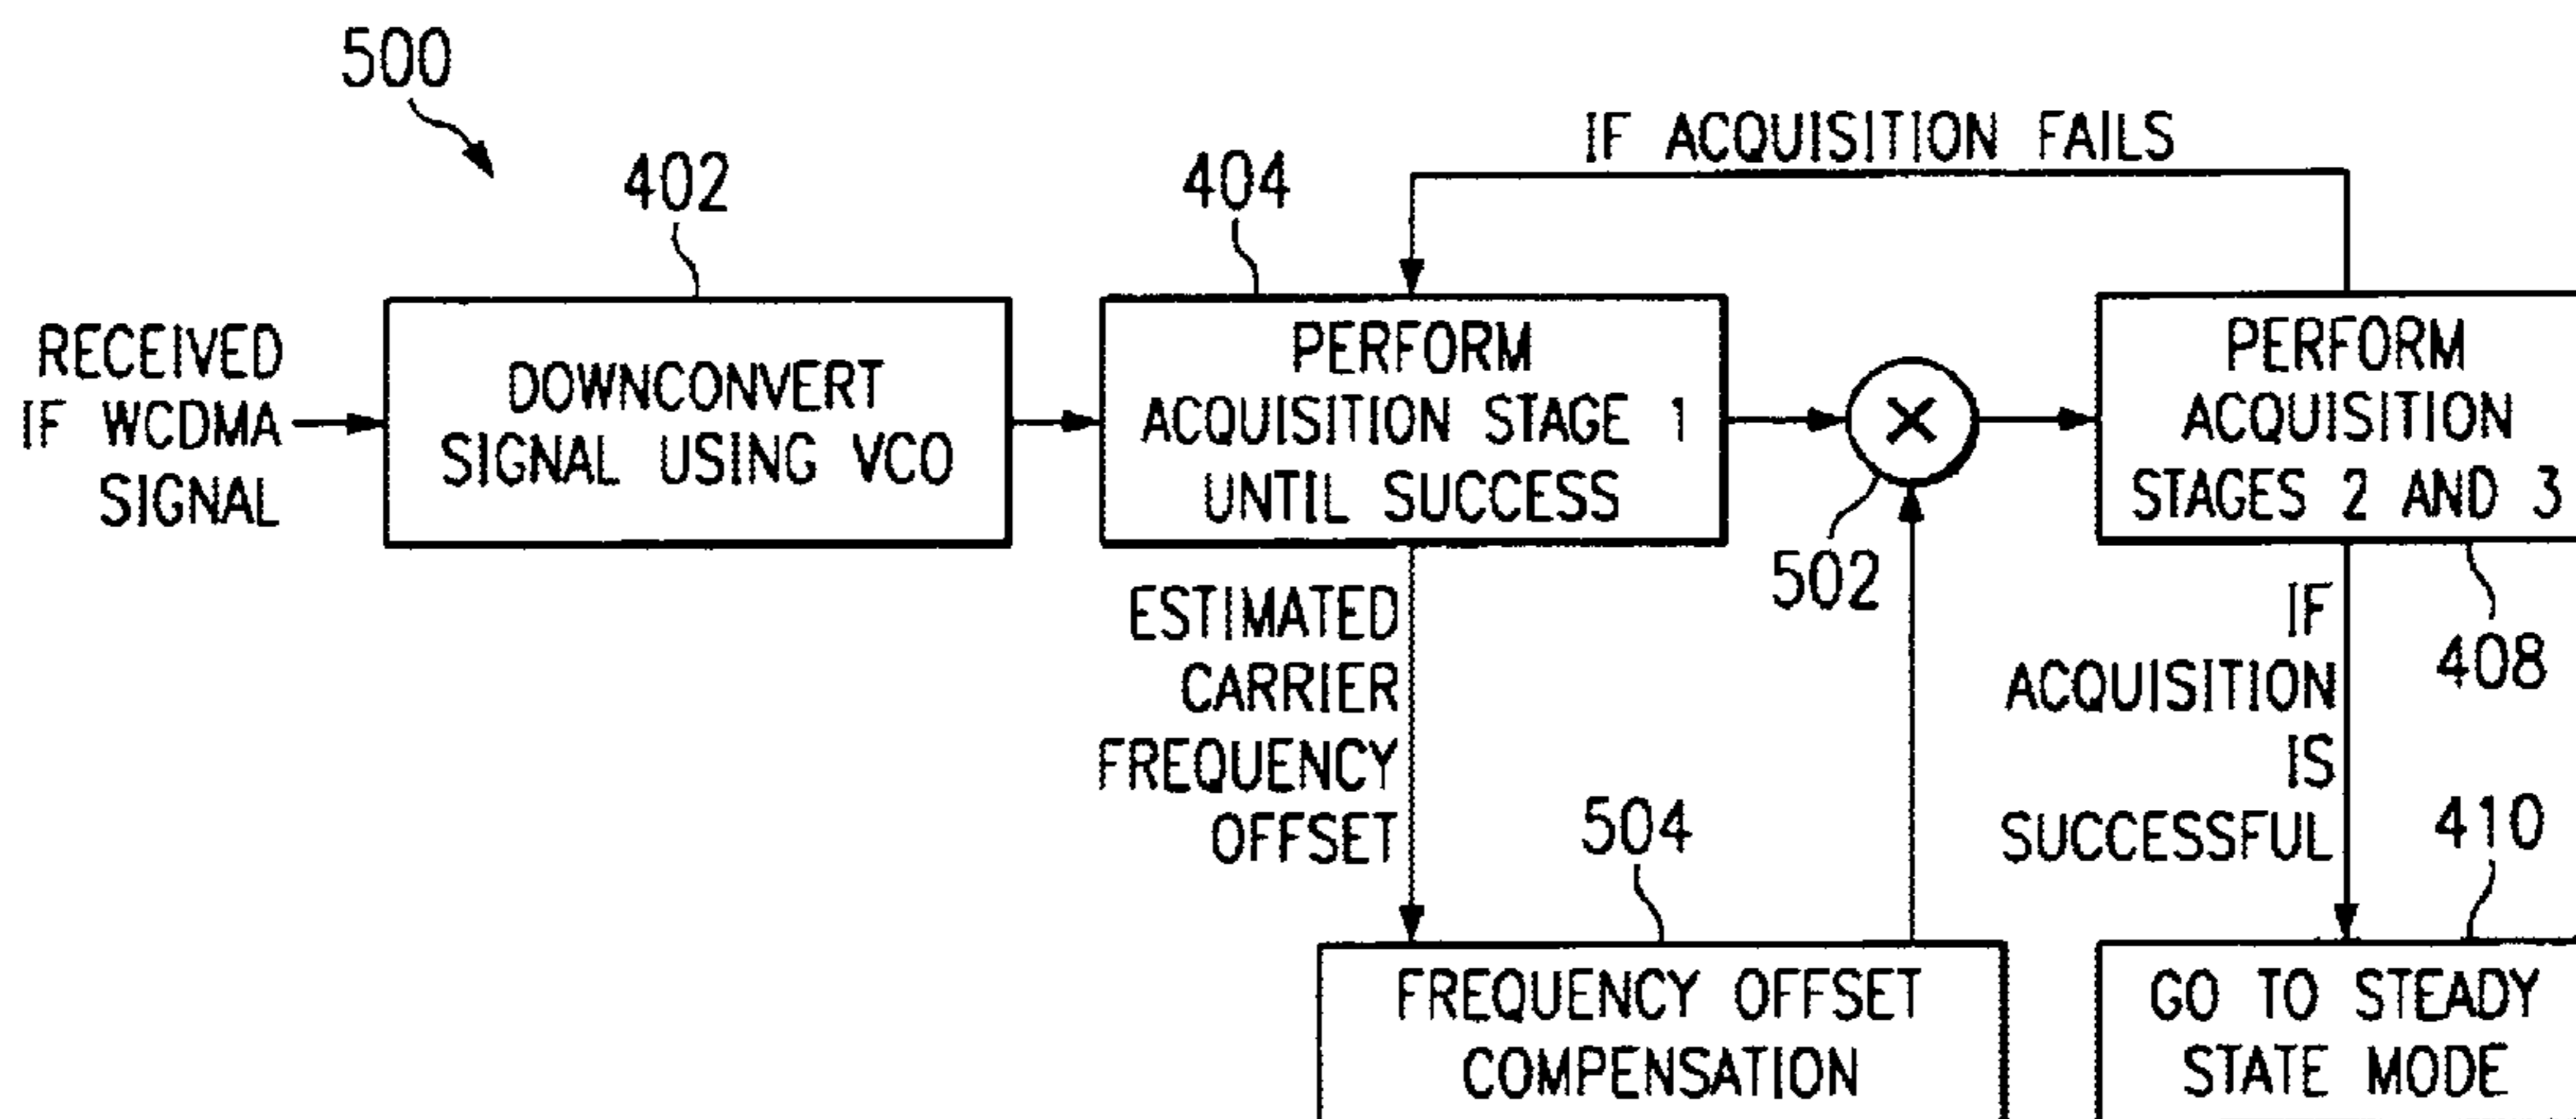 500
IF ACQUISITION FAILS
402
404
RECEIVED
IF WCDMA
SIGNAL
DOWNCONVERT
SIGNAL USING VCO
PERFORM
ACQUISITION STAGE 1
UNTIL SUCCESS
×
502
PERFORM
ACQUISITION
STAGES 2 AND 3
408
ESTIMATED
CARRIER
FREQUENCY
OFFSET
IF
ACQUISITION
IS
SUCCESSFUL
504
410
FREQUENCY OFFSET
COMPENSATION
GO TO STEADY
STATE MODE